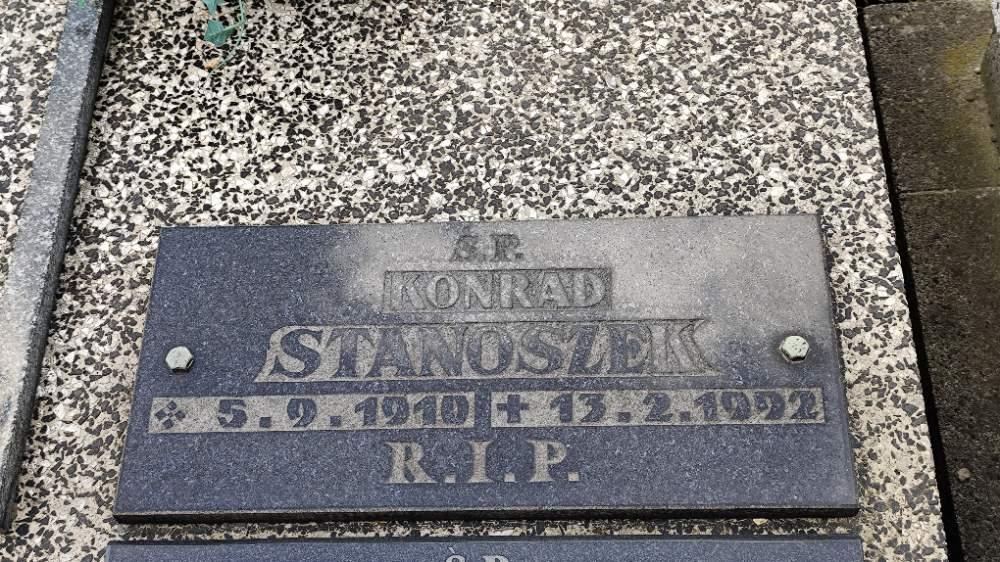 Ś.P.
KONRAD
STANOSZEK
5.9.1910 + 13.2.1992
R.I.P.
Ś.P.